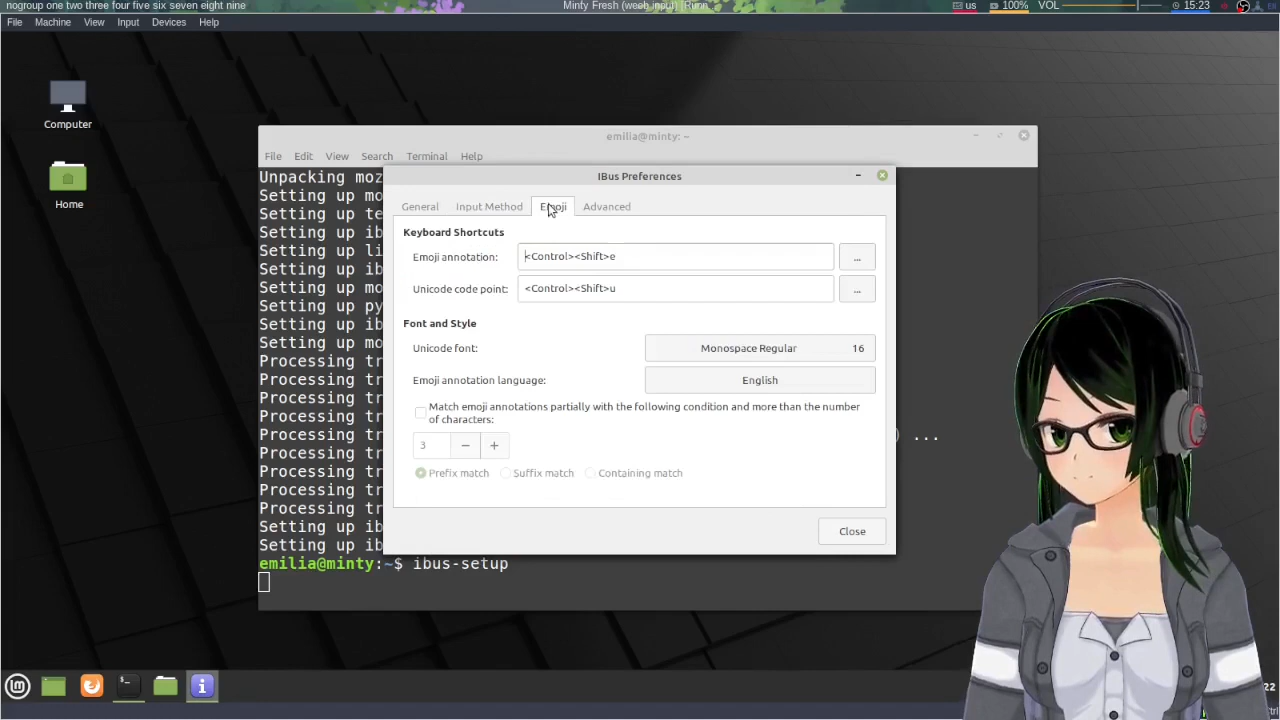 nogroup one two three four five six seven eight nine
Minty Fresh (weeb input) [Runn
us
100%
VOL
15:23
File Machine View Input Devices Help
Computer
Home
emilia@minty: ~
File Edit View Search Terminal Help
Unpacking moz
Setting up mo
Setting up te
Setting up ib
Setting up li
Setting up ib
Setting up mo
Setting up py
Setting up ib
Setting up mo
Processing tr
Processing tr
Processing tr
Processing tr
Processing tr ) ...
Processing tr
Processing tr
Processing tr
Processing tr
Setting up ib
Setting up ib
emilia@minty:~$ ibus-setup
IBus Preferences
General Input Method Emoji Advanced
Keyboard Shortcuts
Emoji annotation: <Control><Shift>e ...
Unicode code point: <Control><Shift>u ...
Font and Style
Unicode font: Monospace Regular 16
Emoji annotation language: English
Match emoji annotations partially with the following condition and more than the number
of characters:
3 − +
Prefix match Suffix match Containing match
Close